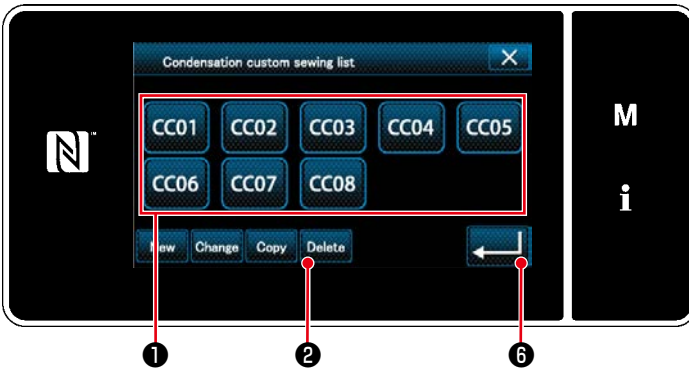 Condensation custom sewing list
CC01 CC02 CC03 CC04 CC05
CC06 CC07 CC08
New Change Copy Delete
M
i
N
❶ ❷ ❻